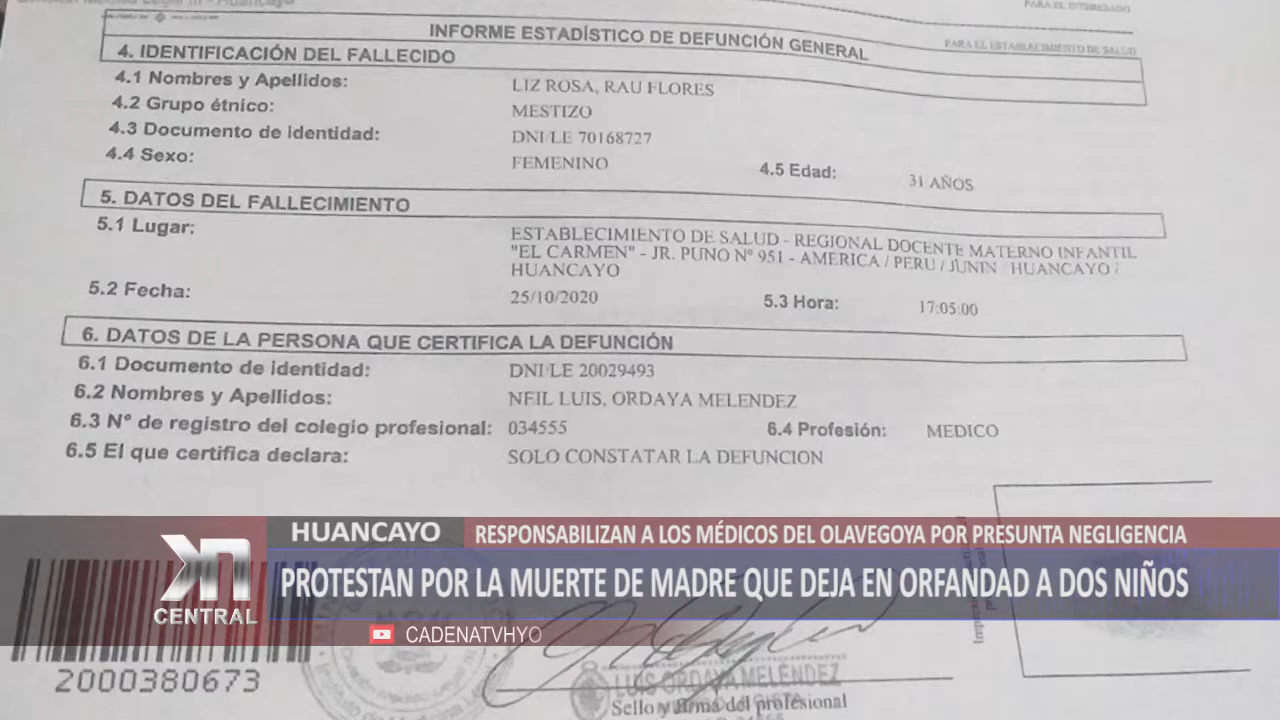 PARA EL INTERESADO
INFORME ESTADÍSTICO DE DEFUNCIÓN GENERAL
PARA EL ESTABLECIMIENTO DE SALUD
4. IDENTIFICACIÓN DEL FALLECIDO
4.1 Nombres y Apellidos: LIZ ROSA, RAU FLORES
4.2 Grupo étnico: MESTIZO
4.3 Documento de identidad: DNI/LE 70168727
4.4 Sexo: FEMENINO 4.5 Edad: 31 AÑOS
5. DATOS DEL FALLECIMIENTO
5.1 Lugar: ESTABLECIMIENTO DE SALUD - REGIONAL DOCENTE MATERNO INFANTIL
"EL CARMEN" - JR. PUNO Nº 951 - AMERICA / PERU / JUNIN / HUANCAYO /
HUANCAYO
5.2 Fecha: 25/10/2020 5.3 Hora: 17:05:00
6. DATOS DE LA PERSONA QUE CERTIFICA LA DEFUNCIÓN
6.1 Documento de identidad: DNI/LE 20029493
6.2 Nombres y Apellidos: NEIL LUIS, ORDAYA MELENDEZ
6.3 Nº de registro del colegio profesional: 034555 6.4 Profesión: MEDICO
6.5 El que certifica declara: SOLO CONSTATAR LA DEFUNCION
HUANCAYO RESPONSABILIZAN A LOS MÉDICOS DEL OLAVEGOYA POR PRESUNTA NEGLIGENCIA
PROTESTAN POR LA MUERTE DE MADRE QUE DEJA EN ORFANDAD A DOS NIÑOS
CENTRAL
CADENATVHYO
2000380673
LUIS ORDAYA MELÉNDEZ
Sello y firma del profesional